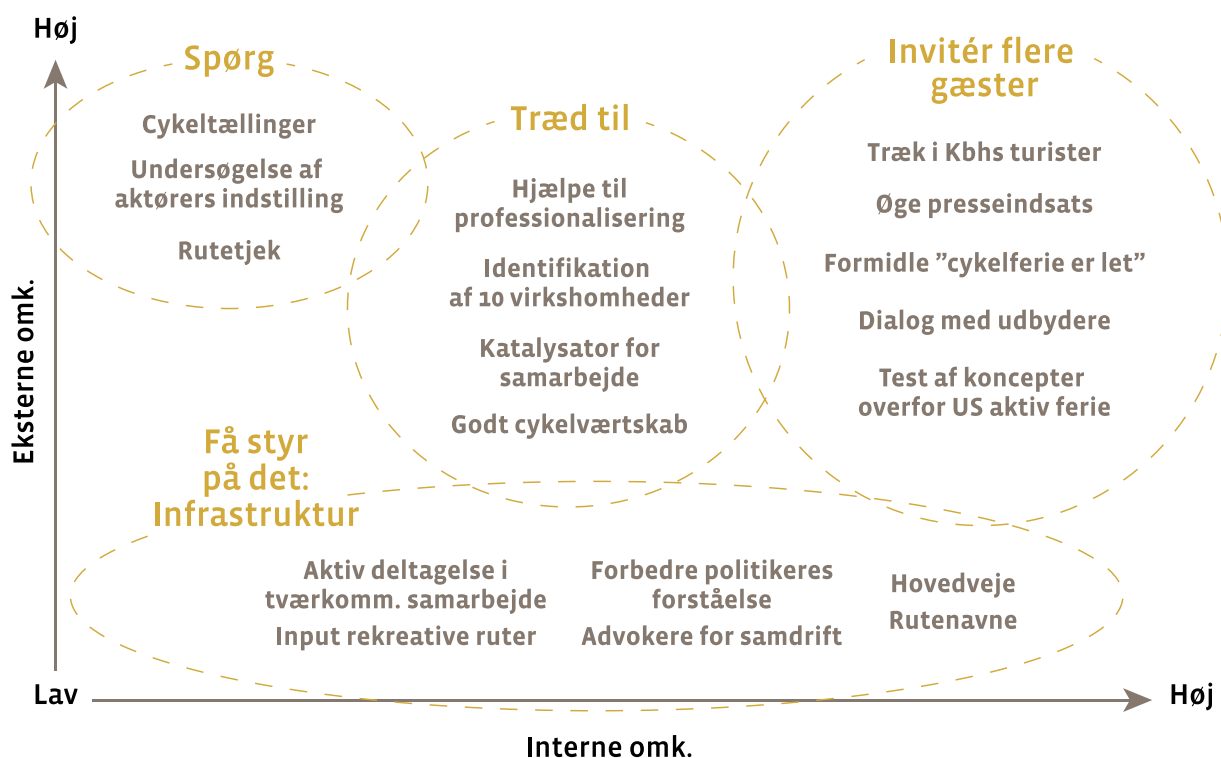 Høj
Spørg
Cykeltællinger
Undersøgelse af
aktørers indstilling
Rutetjek
Træd til
Hjælpe til
professionalisering
Identifikation
af 10 virkshomheder
Katalysator for
samarbejde
Godt cykelværtskab
Invitér flere
gæster
Træk i Kbhs turister
Øge presseindsats
Formidle ”cykelferie er let”
Dialog med udbydere
Test af koncepter
overfor US aktiv ferie
Eksterne omk.
Få styr
på det:
Infrastruktur
Aktiv deltagelse i
tværkomm. samarbejde
Input rekreative ruter
Forbedre politikeres
forståelse
Advokere for samdrift
Hovedveje
Rutenavne
Lav
Høj
Interne omk.